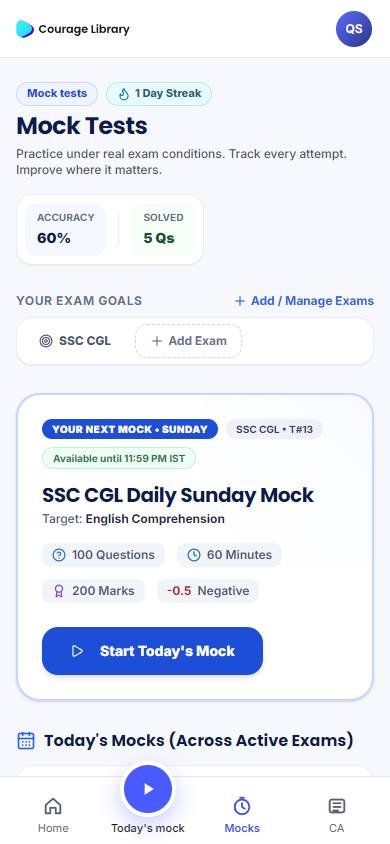 Courage Library
QS
Mock tests
1 Day Streak
Mock Tests
Practice under real exam conditions. Track every attempt.
Improve where it matters.
ACCURACY
60%
SOLVED
5 Qs
YOUR EXAM GOALS
+ Add / Manage Exams
SSC CGL
+ Add Exam
YOUR NEXT MOCK • SUNDAY
SSC CGL • T#13
Available until 11:59 PM IST
SSC CGL Daily Sunday Mock
Target: English Comprehension
100 Questions
60 Minutes
200 Marks
-0.5 Negative
Start Today's Mock
Today's Mocks (Across Active Exams)
Home
Today's mock
Mocks
CA